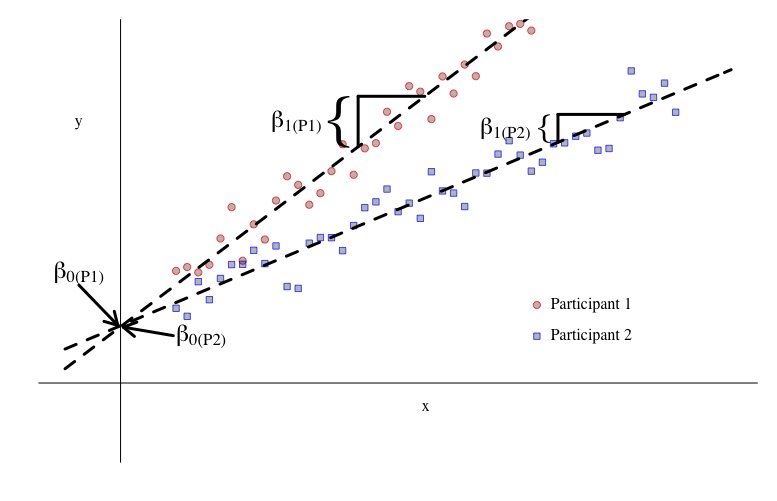 y
β1(P1)
β1(P2)
β0(P1)
β0(P2)
Participant 1
Participant 2
x